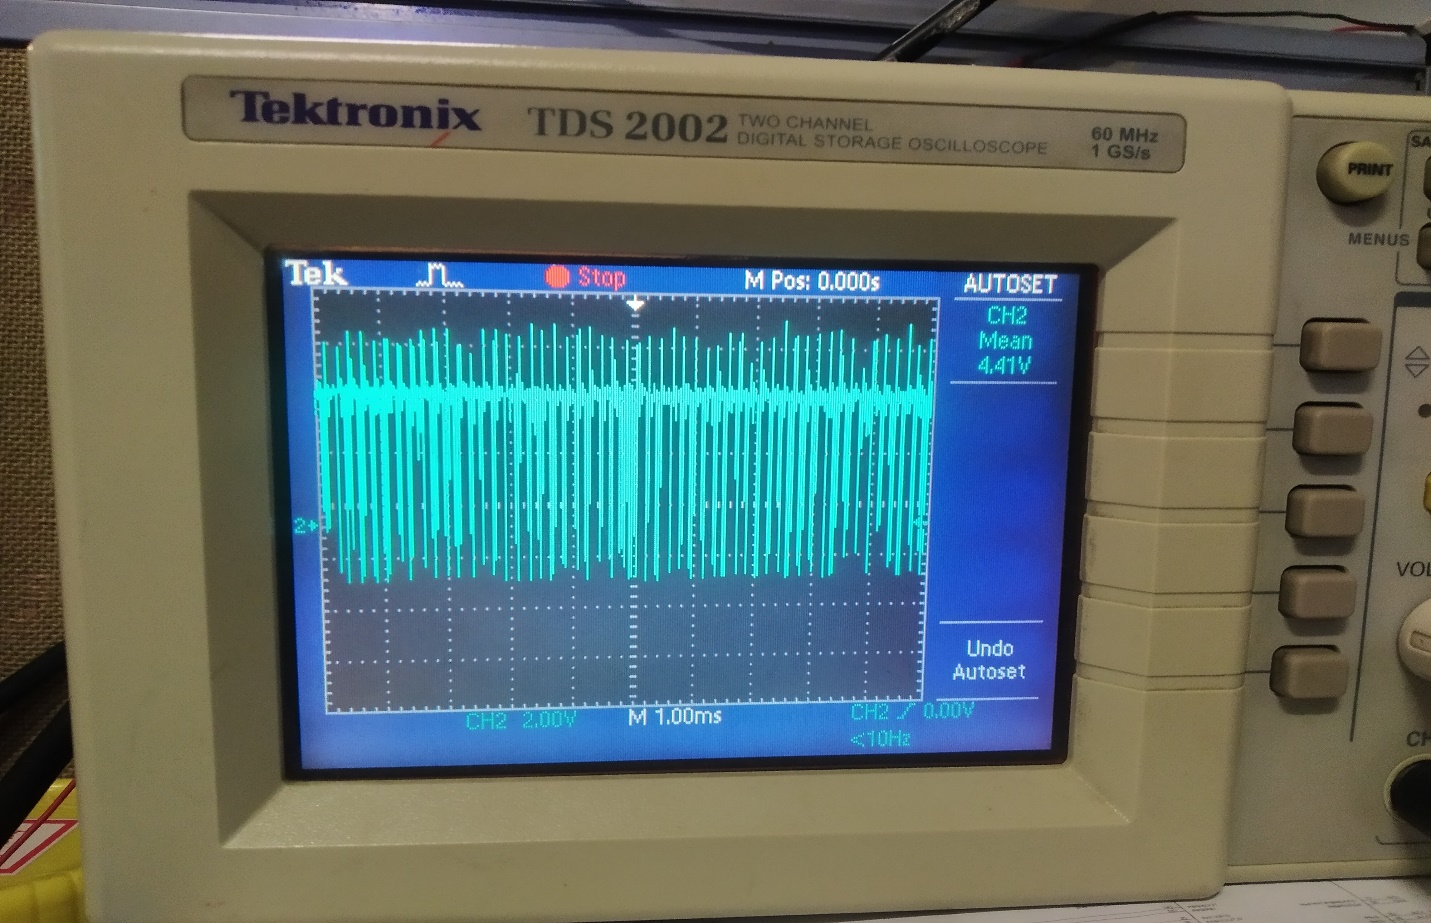 Tektronix TDS 2002 TWO CHANNEL
DIGITAL STORAGE OSCILLOSCOPE
60 MHz
1 GS/s
PRINT
MENUS
Tek Stop M Pos: 0.000s AUTOSET
CH2
Mean
4.41V
2
Undo
Autoset
CH2 2.00V M 1.00ms CH2 0.00V
<10Hz